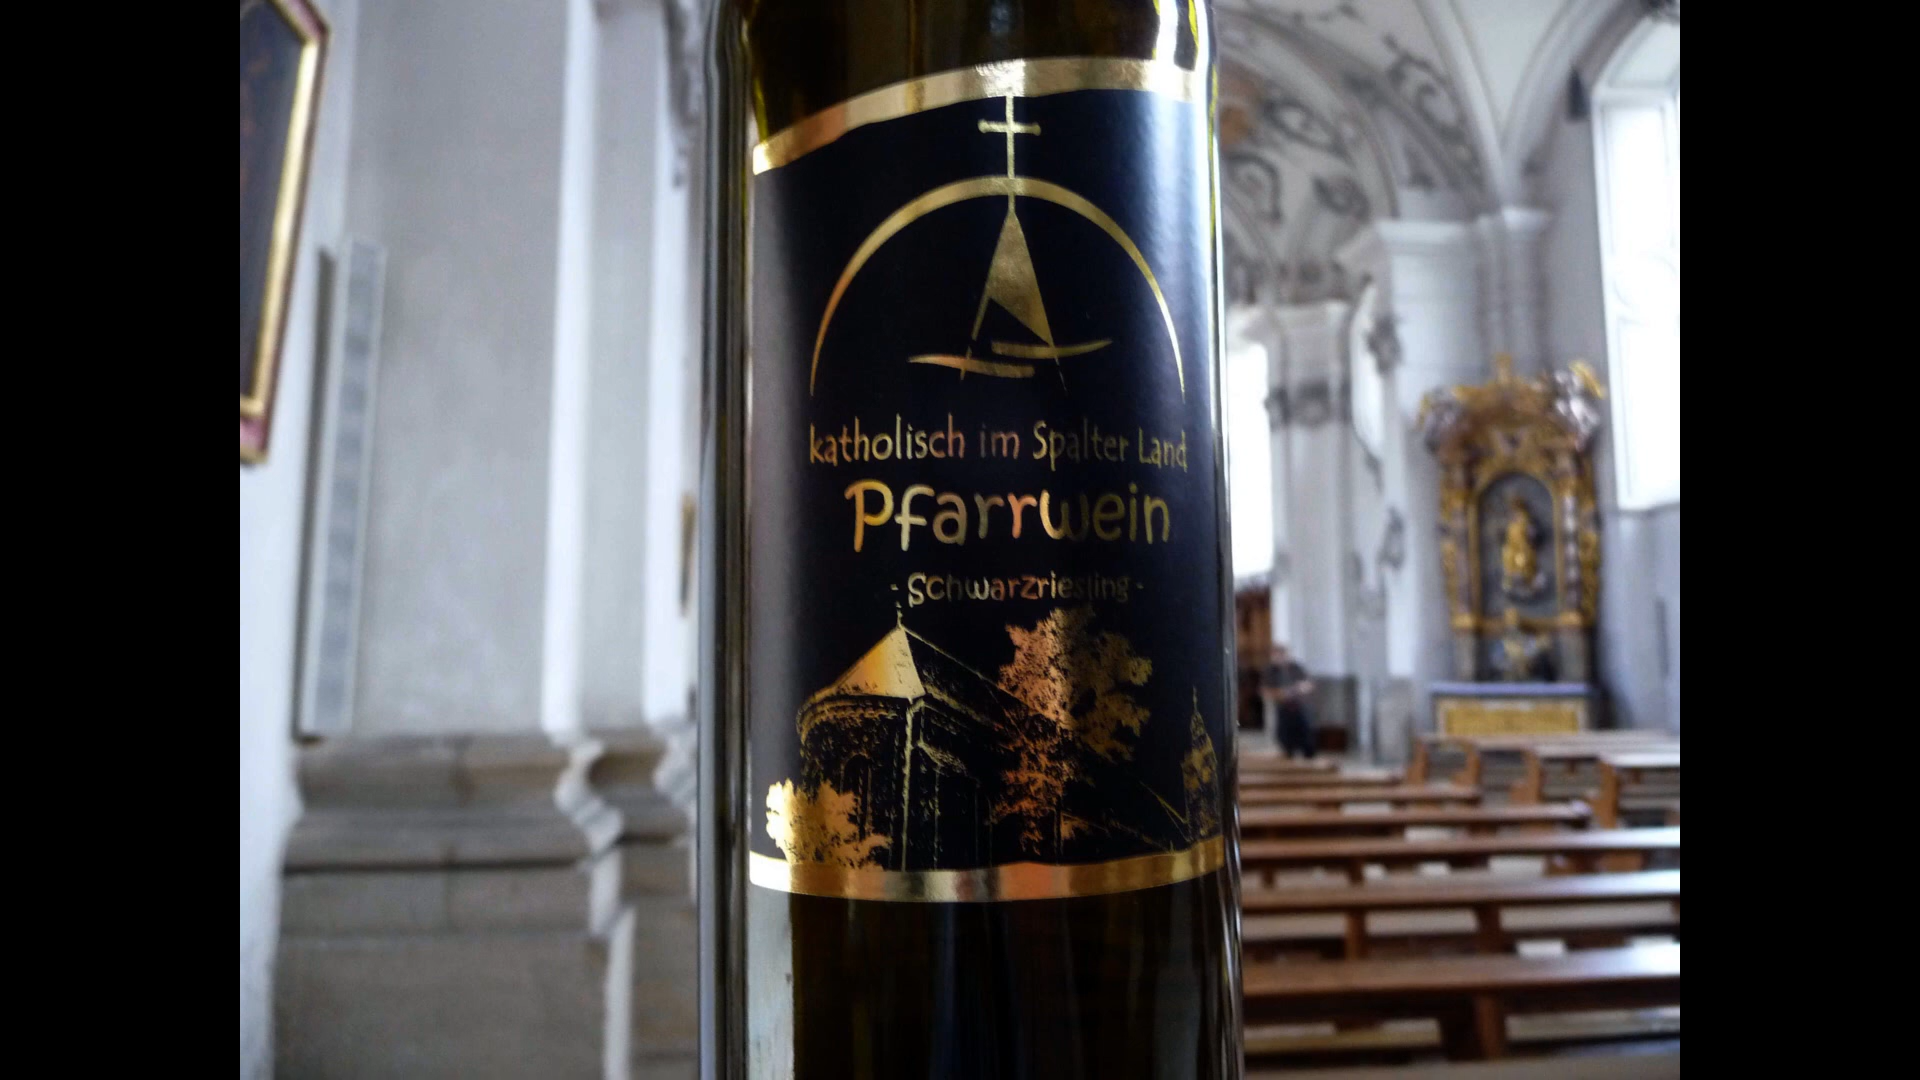 katholisch im Spalter Land
Pfarrwein
- Schwarzriesling -